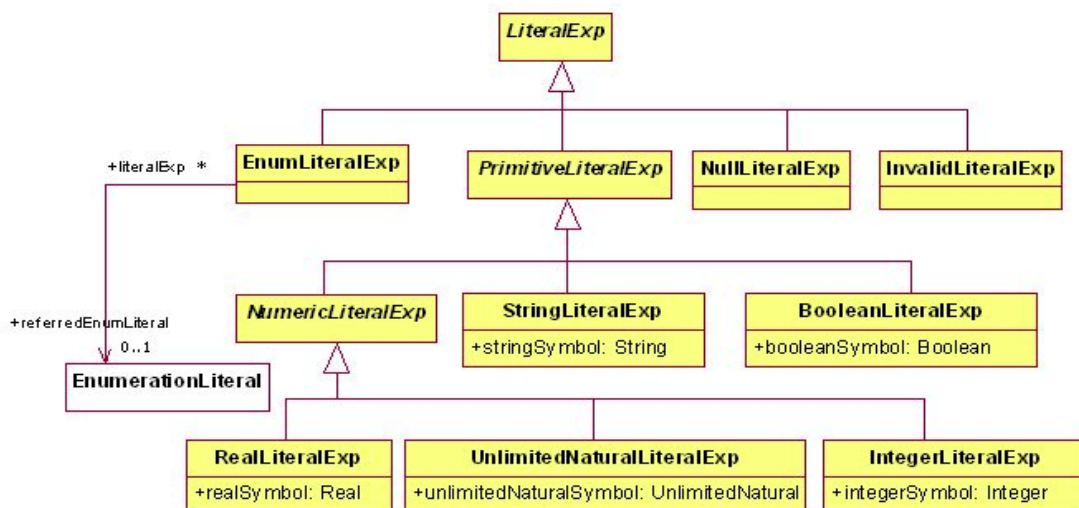 LiteralExp
+literalExp *
EnumLiteralExp
PrimitiveLiteralExp
NullLiteralExp
InvalidLiteralExp
NumericLiteralExp
StringLiteralExp
+stringSymbol: String
BooleanLiteralExp
+booleanSymbol: Boolean
+referredEnumLiteral
0..1
EnumerationLiteral
RealLiteralExp
+realSymbol: Real
UnlimitedNaturalLiteralExp
+unlimitedNaturalSymbol: UnlimitedNatural
IntegerLiteralExp
+integerSymbol: Integer